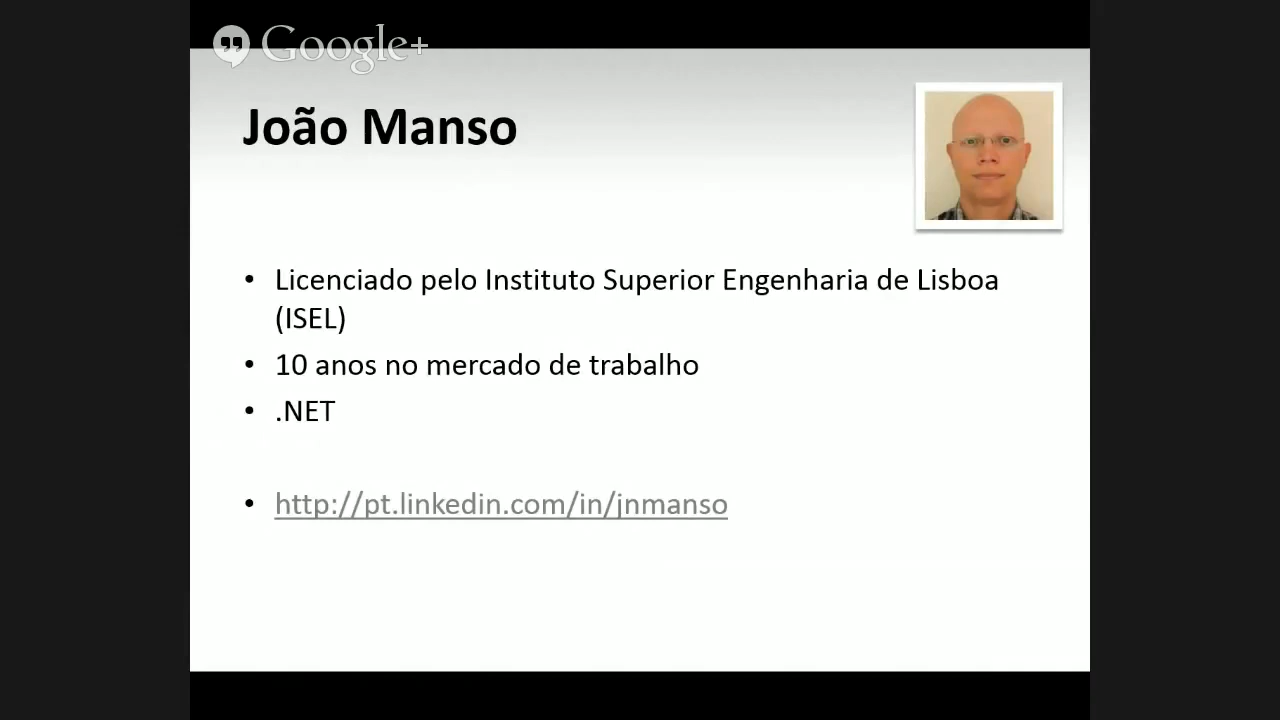 Google+
João Manso
• Licenciado pelo Instituto Superior Engenharia de Lisboa
(ISEL)
• 10 anos no mercado de trabalho
• .NET
• http://pt.linkedin.com/in/jnmanso